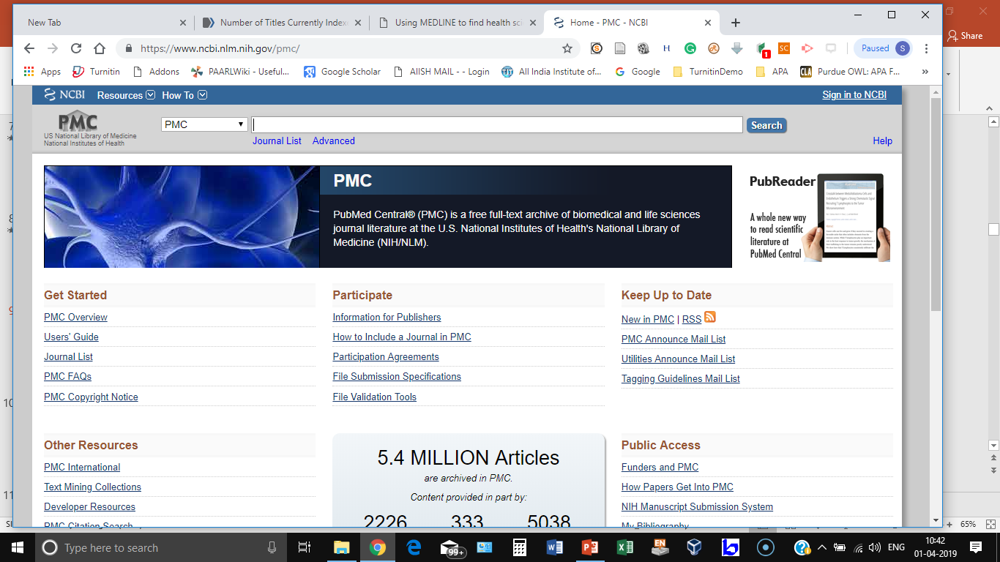 New Tab
Number of Titles Currently Index
Using MEDLINE to find health sci
Home - PMC - NCBI
Share
https://www.ncbi.nlm.nih.gov/pmc/
H
1
SC
Paused
S
Apps
Turnitin
Addons
PAARLWiki - Useful...
Google Scholar
AIISH MAIL - - Login
All India Institute of...
Google
TurnitinDemo
APA
CLA
Purdue OWL: APA F...
»
NCBI
Resources
How To
Sign in to NCBI
PMC
US National Library of Medicine
National Institutes of Health
PMC
Search
Journal List
Advanced
Help
PMC
PubMed Central® (PMC) is a free full-text archive of biomedical and life sciences
journal literature at the U.S. National Institutes of Health's National Library of
Medicine (NIH/NLM).
PubReader
A whole new way
to read scientific
literature at
PubMed Central
Get Started
PMC Overview
Users' Guide
Journal List
PMC FAQs
PMC Copyright Notice
Participate
Information for Publishers
How to Include a Journal in PMC
Participation Agreements
File Submission Specifications
File Validation Tools
Keep Up to Date
New in PMC | RSS
PMC Announce Mail List
Utilities Announce Mail List
Tagging Guidelines Mail List
Other Resources
PMC International
Text Mining Collections
Developer Resources
PMC Citation Search
5.4 MILLION Articles
are archived in PMC.
Content provided in part by:
2226 333 5038
Public Access
Funders and PMC
How Papers Get Into PMC
NIH Manuscript Submission System
My Bibliography
8
9
10
11
65%
Type here to search
99+
EN
ENG
10:42
01-04-2019